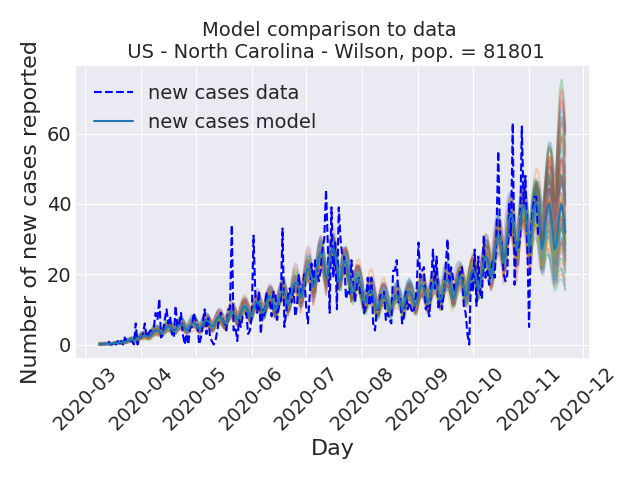 Model comparison to data
US - North Carolina - Wilson, pop. = 81801
Number of new cases reported
60
40
20
0
new cases data
new cases model
2020-03
2020-04
2020-05
2020-06
2020-07
2020-08
2020-09
2020-10
2020-11
2020-12
Day